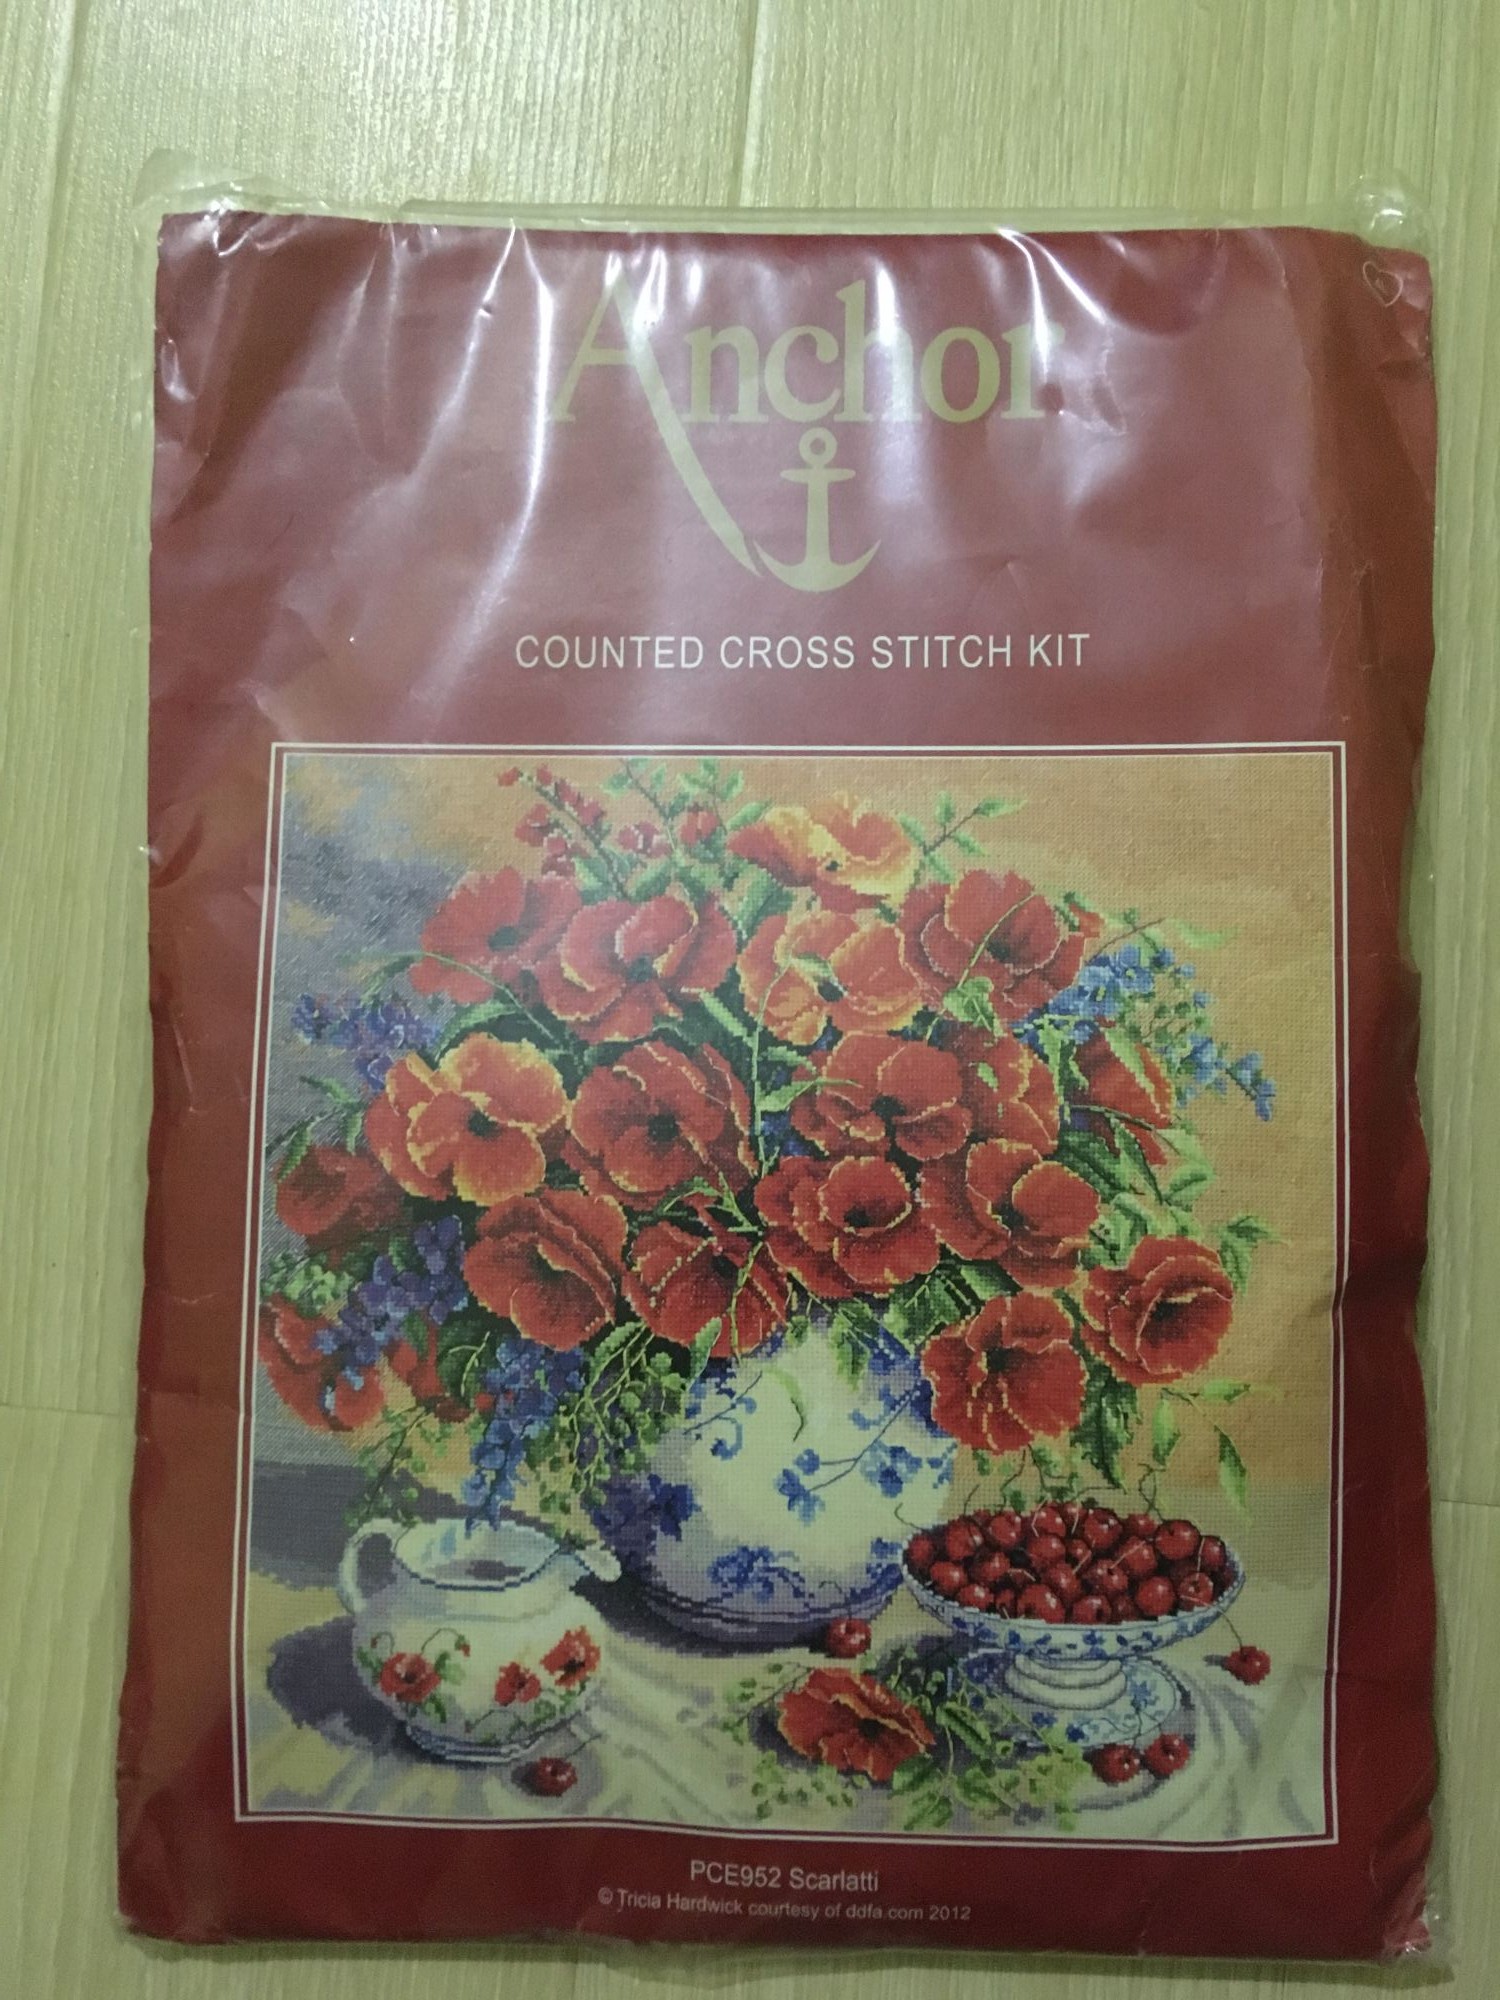 Anchor
COUNTED CROSS STITCH KIT
PCE952 Scarlatti
© Tricia Hardwick courtesy of ddfa.com 2012